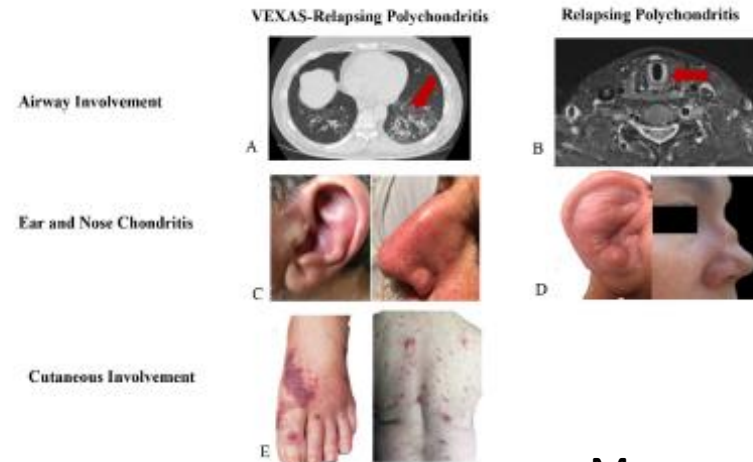 VEXAS-Relapsing Polychondritis
Relapsing Polychondritis
Airway Involvement
A
B
Ear and Nose Chondritis
C
D
Cutaneous Involvement
E